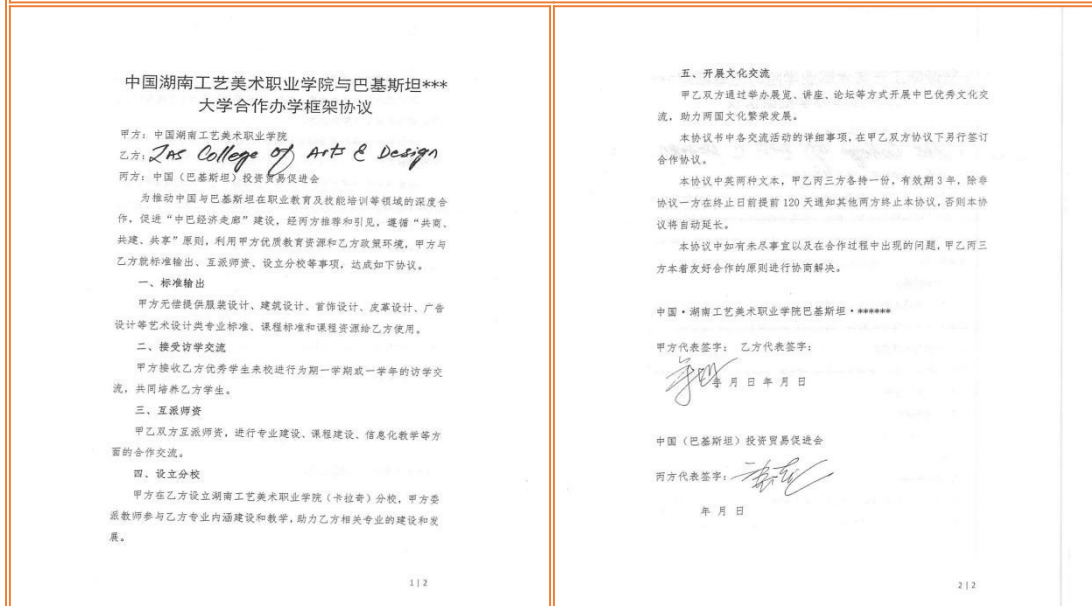 中国湖南工艺美术职业学院与巴基斯坦***
大学合作办学框架协议
甲方：中国湖南工艺美术职业学院
乙方：ZAS College of Arts & Design
丙方：中国（巴基斯坦）投资贸易促进会
为推动中国与巴基斯坦在职业教育及技能培训等领域的深度合
作，促进“中巴经济走廊”建设，经丙方推荐和引见，遵循“共商、
共建、共享”原则，利用甲方优质教育资源和乙方政策环境，甲方与
乙方就标准输出、互派师资、设立分校等事项，达成如下协议。
一、标准输出
甲方无偿提供服装设计、建筑设计、首饰设计、皮革设计、广告
设计等艺术设计类专业标准、课程标准和课程资源给乙方使用。
二、接受访学交流
甲方接收乙方优秀学生来校进行为期一学期或一学年的访学交
流，共同培养乙方学生。
三、互派师资
甲乙双方互派师资，进行专业建设、课程建设、信息化教学等方
面的合作交流。
四、设立分校
甲方在乙方设立湖南工艺美术职业学院（卡拉奇）分校，甲方委
派教师参与乙方专业内涵建设和教学，助力乙方相关专业的建设和发
展。
1|2
五、开展文化交流
甲乙双方通过举办展览、讲座、论坛等方式开展中巴优秀文化交
流，助力两国文化繁荣发展。
本协议书中各交流活动的详细事项，在甲乙双方协议下另行签订
合作协议。
本协议中英两种文本，甲乙丙三方各持一份，有效期3年，除非
协议一方在终止日前提前120天通知其他两方终止本协议，否则本协
议将自动延长。
本协议中如有未尽事宜以及在合作过程中出现的问题，甲乙丙三
方本着友好合作的原则进行协商解决。
中国·湖南工艺美术职业学院巴基斯坦·******
甲方代表签字： 乙方代表签字：
年 月 日 年 月 日
中国（巴基斯坦）投资贸易促进会
丙方代表签字：
年 月 日
2|2